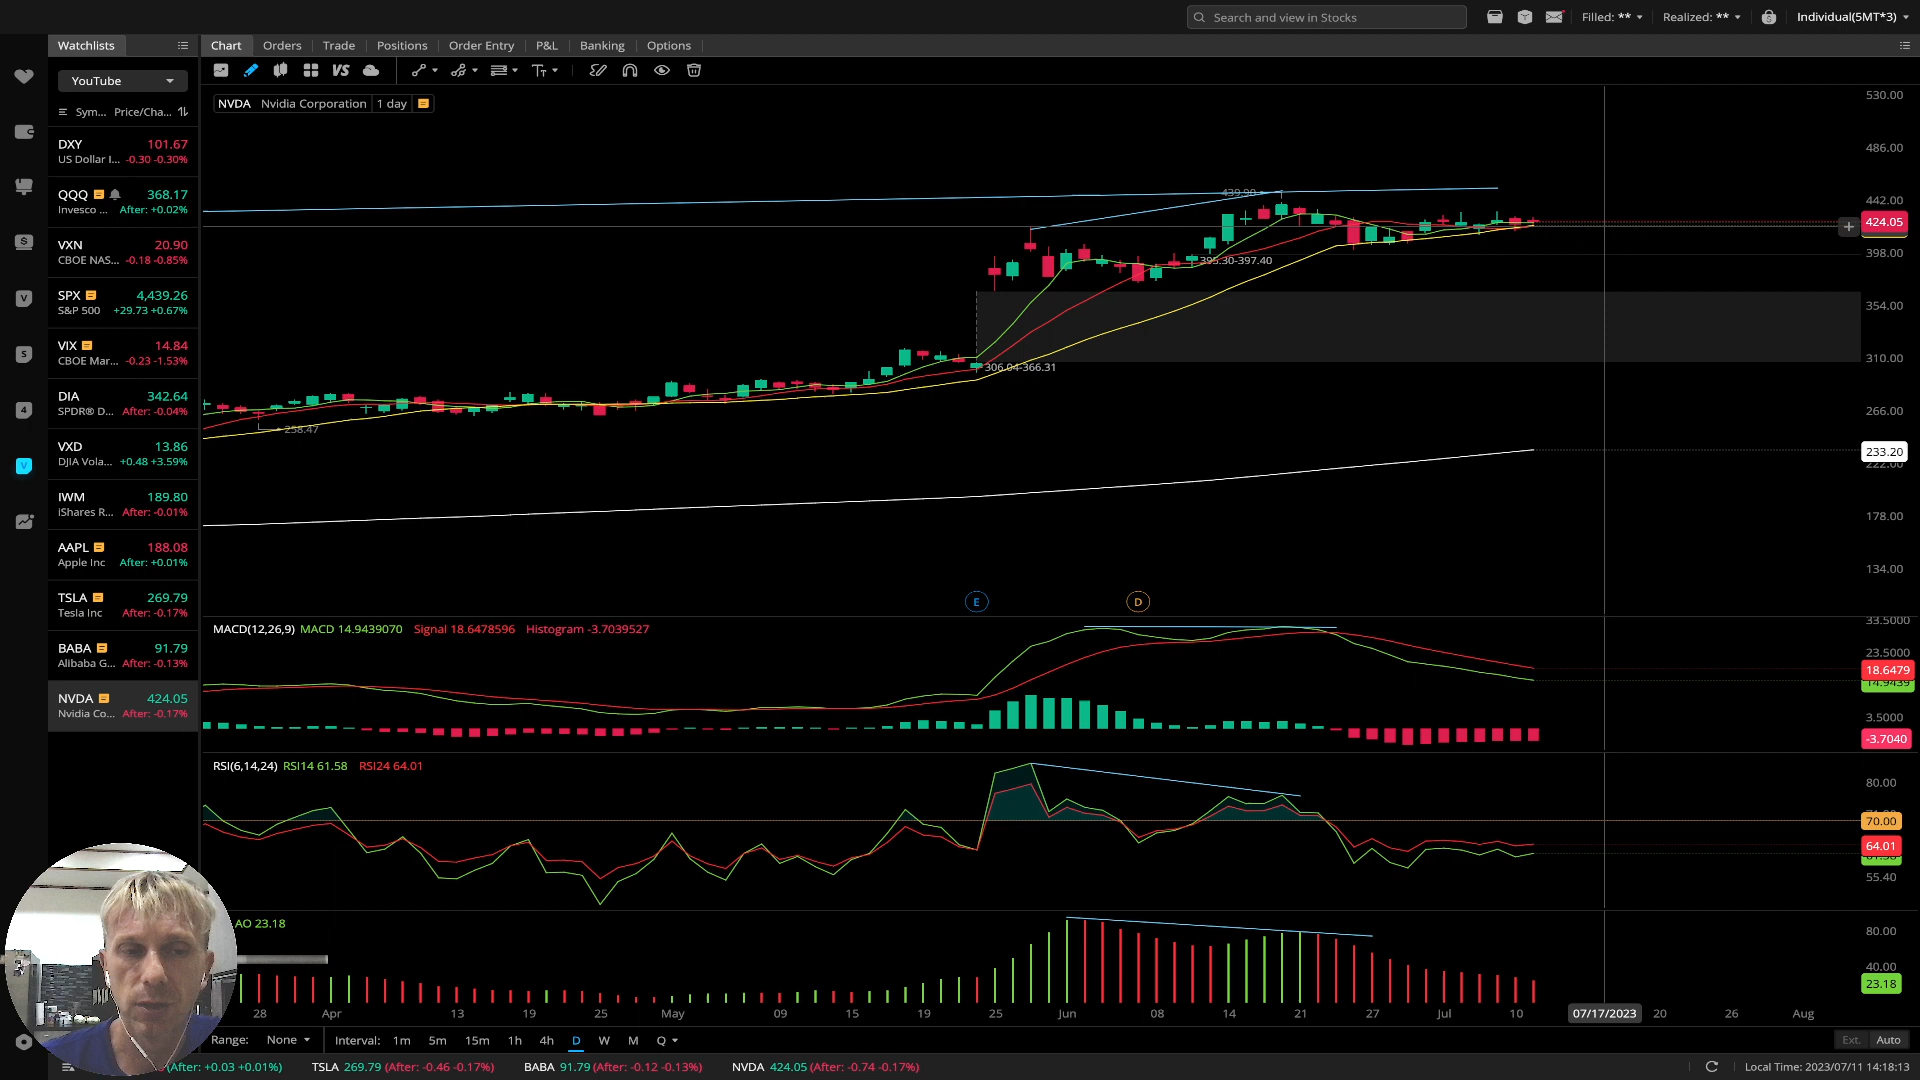 Search and view in Stocks
Filled: **
Realized: **
Individual(5MT*3)
Watchlists
Chart Orders Trade Positions Order Entry P&L Banking Options
YouTube
VS
Sym... Price/Cha...
NVDA Nvidia Corporation 1 day
DXY 101.67
US Dollar I... -0.30 -0.30%
QQQ 368.17
Invesco ... After: +0.02%
VXN 20.90
CBOE NAS... -0.18 -0.85%
SPX 4,439.26
S&P 500 +29.73 +0.67%
VIX 14.84
CBOE Mar... -0.23 -1.53%
DIA 342.64
SPDR® D... After: -0.04%
VXD 13.86
DJIA Vola... +0.48 +3.59%
IWM 189.80
iShares R... After: -0.01%
AAPL 188.08
Apple Inc After: +0.01%
TSLA 269.79
Tesla Inc After: -0.17%
BABA 91.79
Alibaba G... After: -0.13%
NVDA 424.05
Nvidia Co... After: -0.17%
530.00
486.00
442.00
424.05
398.00
354.00
310.00
266.00
233.20
222.00
178.00
134.00
439.90
395.30-397.40
306.04-366.31
258.47
E
D
MACD(12,26,9) MACD 14.9439070 Signal 18.6478596 Histogram -3.7039527
33.5000
23.5000
18.6479
14.9439
3.5000
-3.7040
RSI(6,14,24) RSI14 61.58 RSI24 64.01
80.00
70.00
64.01
55.40
AO 23.18
80.00
40.00
23.18
28 Apr 13 19 25 May 09 15 19 25 Jun 08 14 21 27 Jul 10 07/17/2023 20 26 Aug
Range: None Interval: 1m 5m 15m 1h 4h D W M Q
Ext. Auto
(After: +0.03 +0.01%) TSLA 269.79 (After: -0.46 -0.17%) BABA 91.79 (After: -0.12 -0.13%) NVDA 424.05 (After: -0.74 -0.17%)
Local Time: 2023/07/11 14:18:13